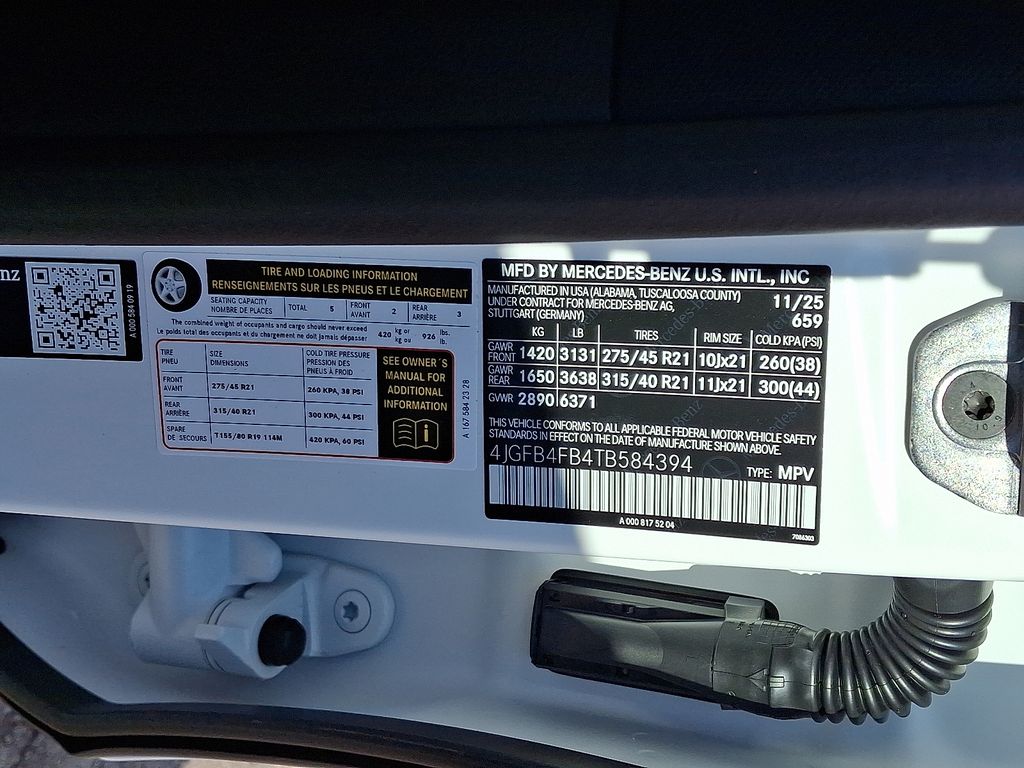 nz
A 000 584 09 19
TIRE AND LOADING INFORMATION
RENSEIGNEMENTS SUR LES PNEUS ET LE CHARGEMENT
SEATING CAPACITY
NOMBRE DE PLACES
TOTAL 5
FRONT
AVANT
2
REAR
ARRIÈRE
3
The combined weight of occupants and cargo should never exceed
Le poids total des occupants et du chargement ne doit jamais dépasser
420 kg or
kg ou
926 lbs.
lb.
TIRE
PNEU
SIZE
DIMENSIONS
COLD TIRE PRESSURE
PRESSION DES
PNEUS À FROID
FRONT
AVANT
275/45 R21
260 KPA, 38 PSI
REAR
ARRIÈRE
315/40 R21
300 KPA, 44 PSI
SPARE
DE SECOURS
T155/80 R19 114M
420 KPA, 60 PSI
SEE OWNER´S
MANUAL FOR
ADDITIONAL
INFORMATION
A 167 584 23 28
MFD BY MERCEDES-BENZ U.S. INTL., INC
MANUFACTURED IN USA (ALABAMA, TUSCALOOSA COUNTY)
UNDER CONTRACT FOR MERCEDES-BENZ AG,
STUTTGART (GERMANY)
11/25
659
KG LB TIRES RIM SIZE COLD KPA (PSI)
GAWR
FRONT
1420 3131 275/45 R21 10Jx21 260(38)
GAWR
REAR
1650 3638 315/40 R21 11Jx21 300(44)
GVWR 2890 6371
THIS VEHICLE CONFORMS TO ALL APPLICABLE FEDERAL MOTOR VEHICLE SAFETY
STANDARDS IN EFFECT ON THE DATE OF MANUFACTURE SHOWN ABOVE.
4JGFB4FB4TB584394
TYPE: MPV
A 000 817 52 04
7086303
10.9